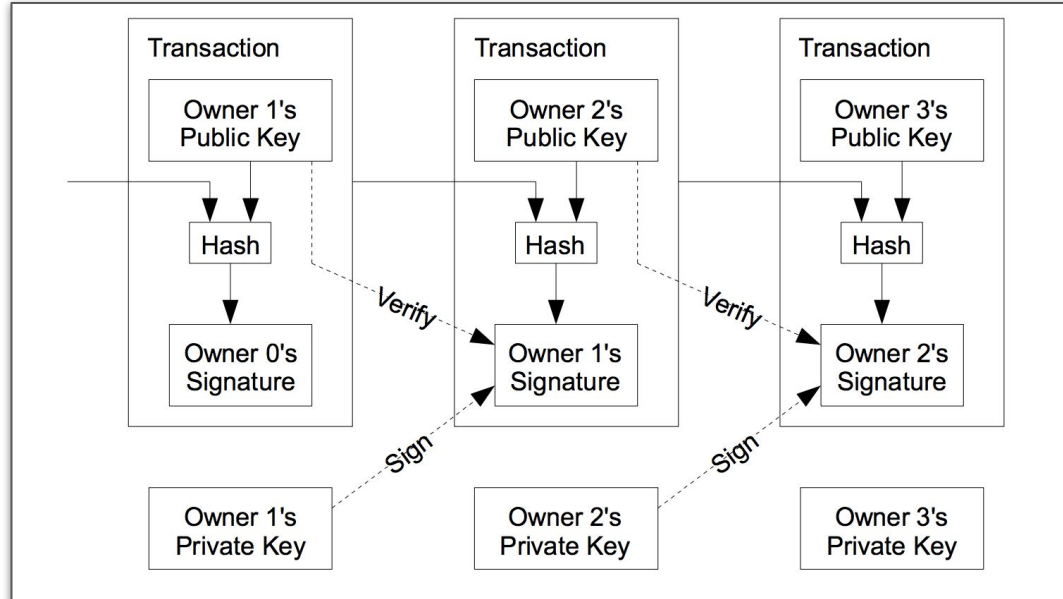 Transaction
Owner 1's
Public Key
Hash
Owner 0's
Signature
Transaction
Owner 2's
Public Key
Hash
Verify
Owner 1's
Signature
Sign
Transaction
Owner 3's
Public Key
Hash
Verify
Owner 2's
Signature
Sign
Owner 1's
Private Key
Owner 2's
Private Key
Owner 3's
Private Key